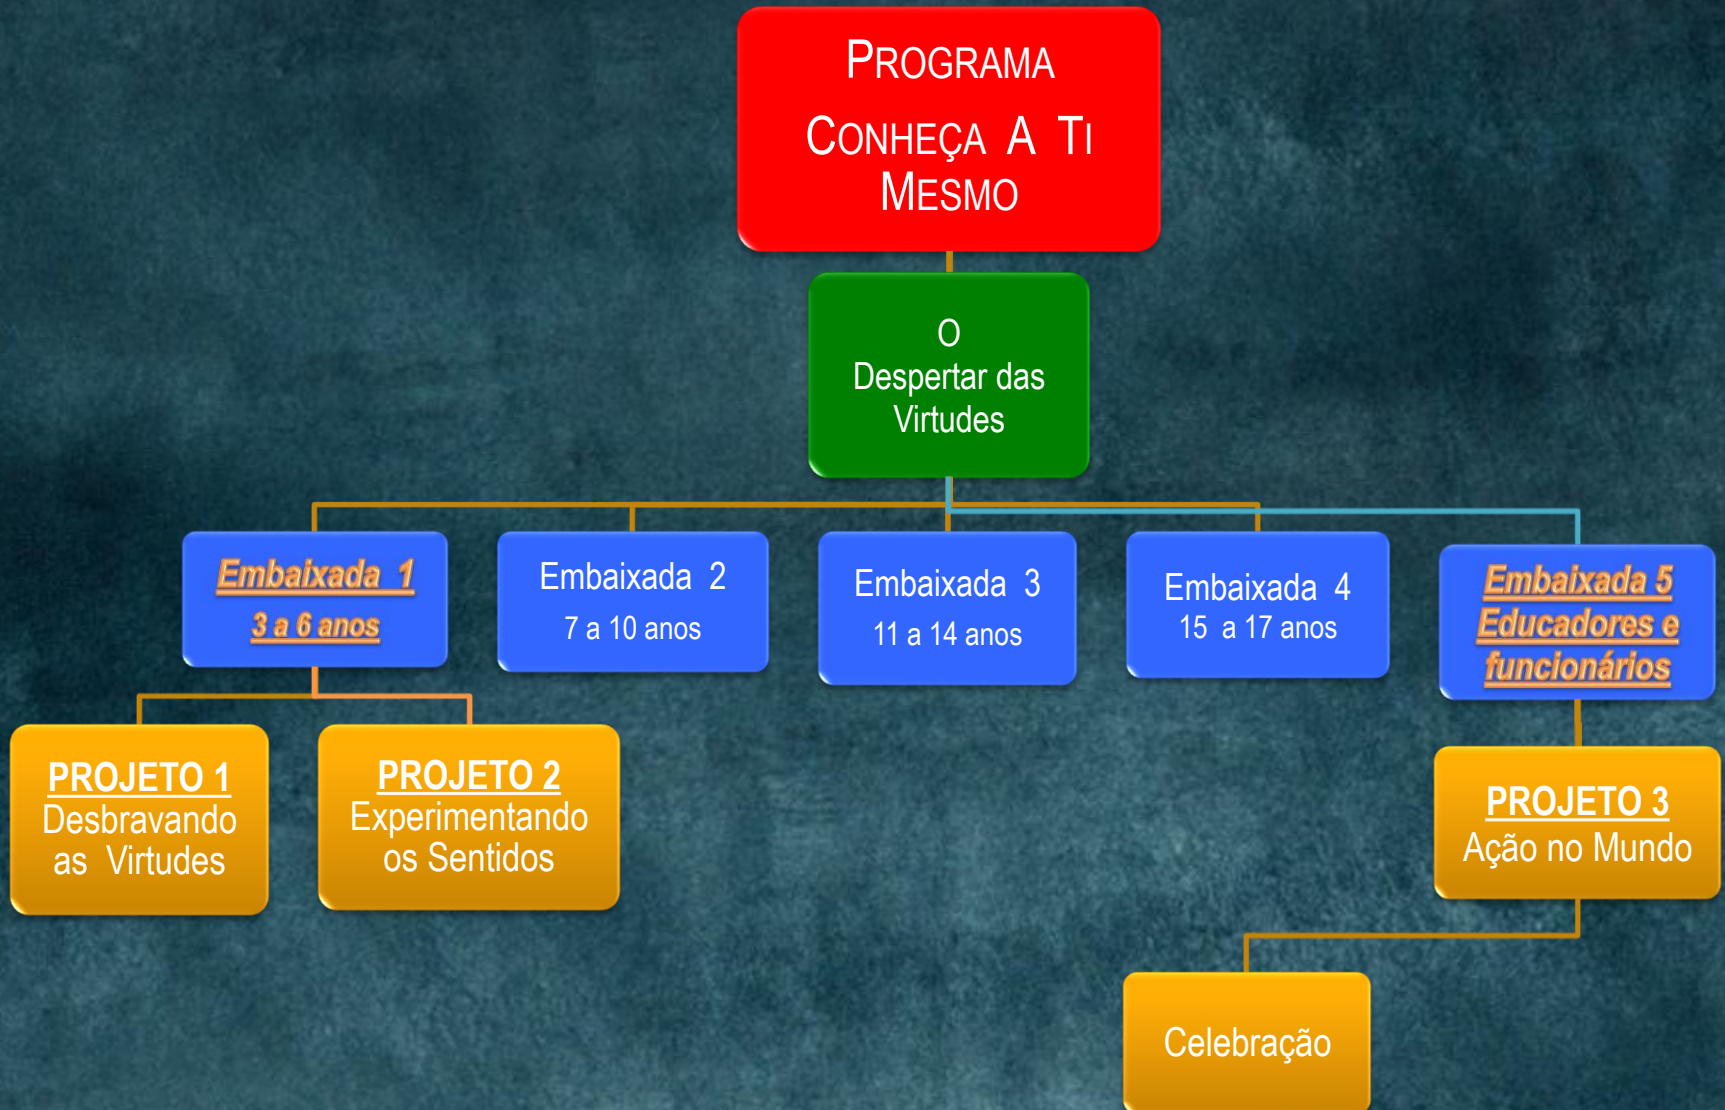 PROGRAMA
CONHEÇA A TI
MESMO
O
Despertar das
Virtudes
Embaixada 1
3 a 6 anos
Embaixada 2
7 a 10 anos
Embaixada 3
11 a 14 anos
Embaixada 4
15 a 17 anos
Embaixada 5
Educadores e
funcionários
PROJETO 1
Desbravando
as Virtudes
PROJETO 2
Experimentando
os Sentidos
PROJETO 3
Ação no Mundo
Celebração